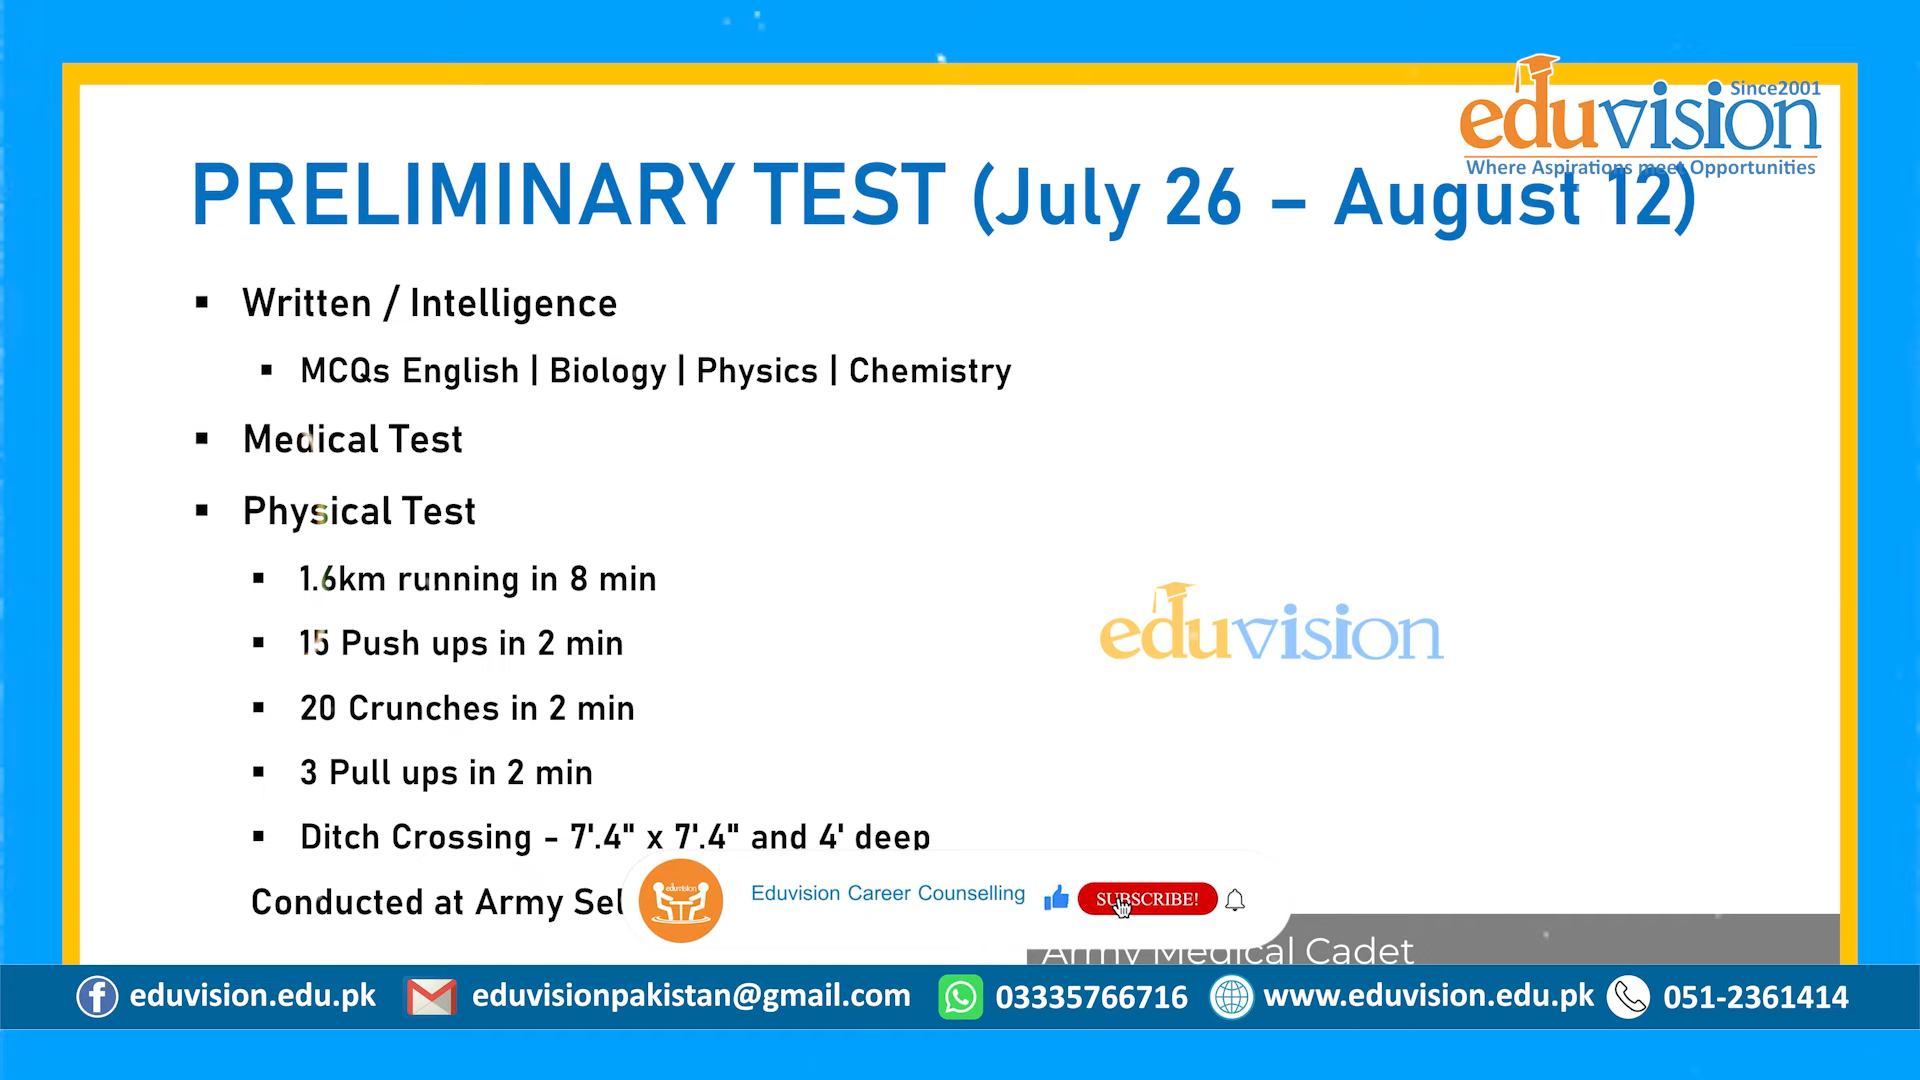 Since2001
eduvision
Where Aspirations meet Opportunities
PRELIMINARY TEST (July 26 – August 12)
▪ Written / Intelligence
▪ MCQs English | Biology | Physics | Chemistry
▪ Medical Test
▪ Physical Test
▪ 1.6km running in 8 min
▪ 15 Push ups in 2 min
eduvision
▪ 20 Crunches in 2 min
▪ 3 Pull ups in 2 min
▪ Ditch Crossing - 7'.4" x 7'.4" and 4' deep
Conducted at Army
eduvision
Eduvision Career Counselling
SUBSCRIBE!
Army Medical Cadet
eduvision.edu.pk eduvisionpakistan@gmail.com 03335766716 www.eduvision.edu.pk 051-2361414